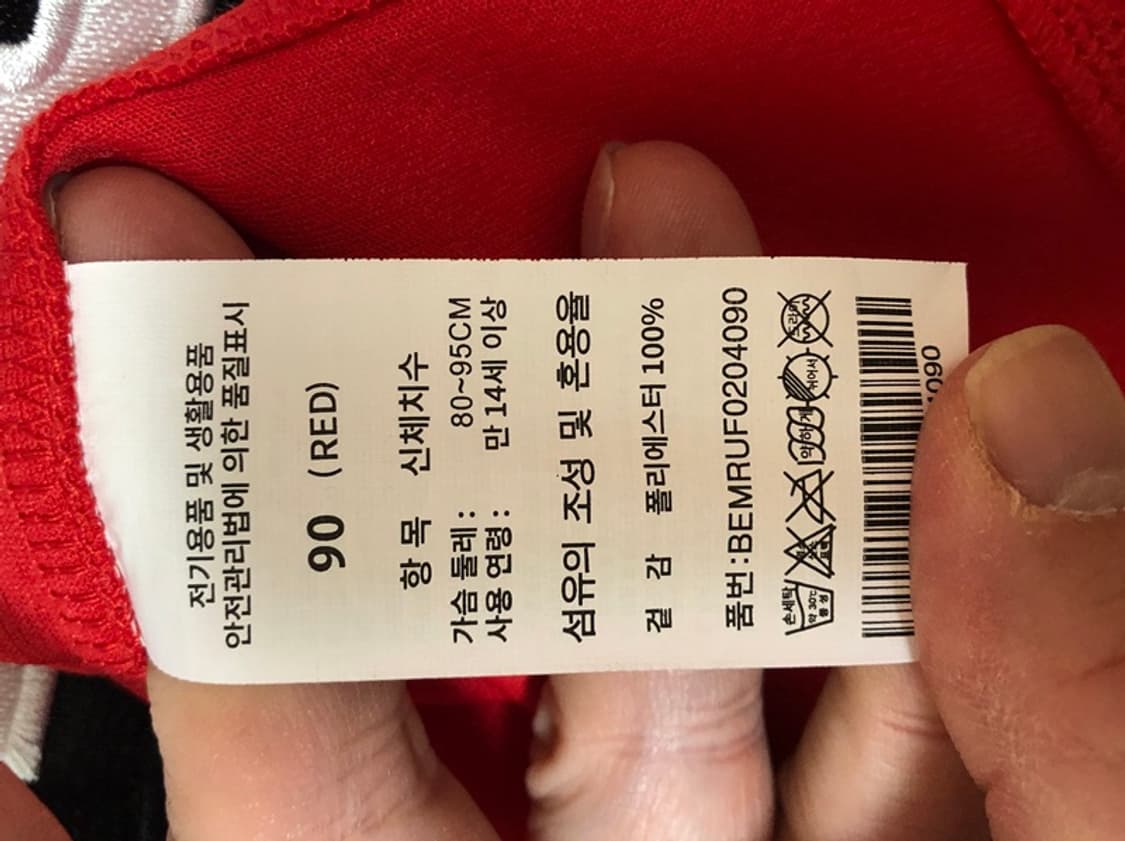 전기용품 및 생활용품
안전관리법에 의한 품질표시
90 (RED)
항 목 신체치수
가슴 둘레 : 80~95CM
사용 연령 : 만 14세 이상
섬유의 조성 및 혼용율
겉 감 폴리에스터 100%
품번:BEMRUF0204090
손세탁 약 30℃ 중성 약하게 뉘어서 드라이
4090